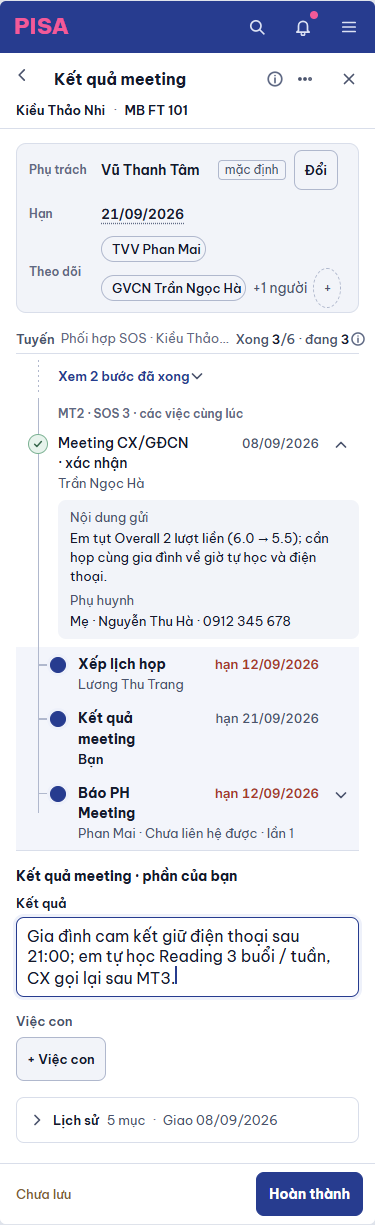 PISA
Kết quả meeting
Kiều Thảo Nhi · MB FT 101
Phụ trách Vũ Thanh Tâm mặc định Đổi
Hạn 21/09/2026
TVV Phan Mai
Theo dõi
GVCN Trần Ngọc Hà +1 người +
Tuyến Phối hợp SOS · Kiều Thảo... Xong 3/6 · đang 3
Xem 2 bước đã xong
MT2 · SOS 3 · các việc cùng lúc
Meeting CX/GĐCN 08/09/2026
· xác nhận
Trần Ngọc Hà
Nội dung gửi
Em tụt Overall 2 lượt liền (6.0 → 5.5); cần
họp cùng gia đình về giờ tự học và điện
thoại.
Phụ huynh
Mẹ · Nguyễn Thu Hà · 0912 345 678
Xếp lịch họp hạn 12/09/2026
Lương Thu Trang
Kết quả hạn 21/09/2026
meeting
Bạn
Báo PH hạn 12/09/2026
Meeting
Phan Mai · Chưa liên hệ được · lần 1
Kết quả meeting · phần của bạn
Kết quả
Gia đình cam kết giữ điện thoại sau
21:00; em tự học Reading 3 buổi / tuần,
CX gọi lại sau MT3.
Việc con
+ Việc con
Lịch sử 5 mục · Giao 08/09/2026
Chưa lưu Hoàn thành